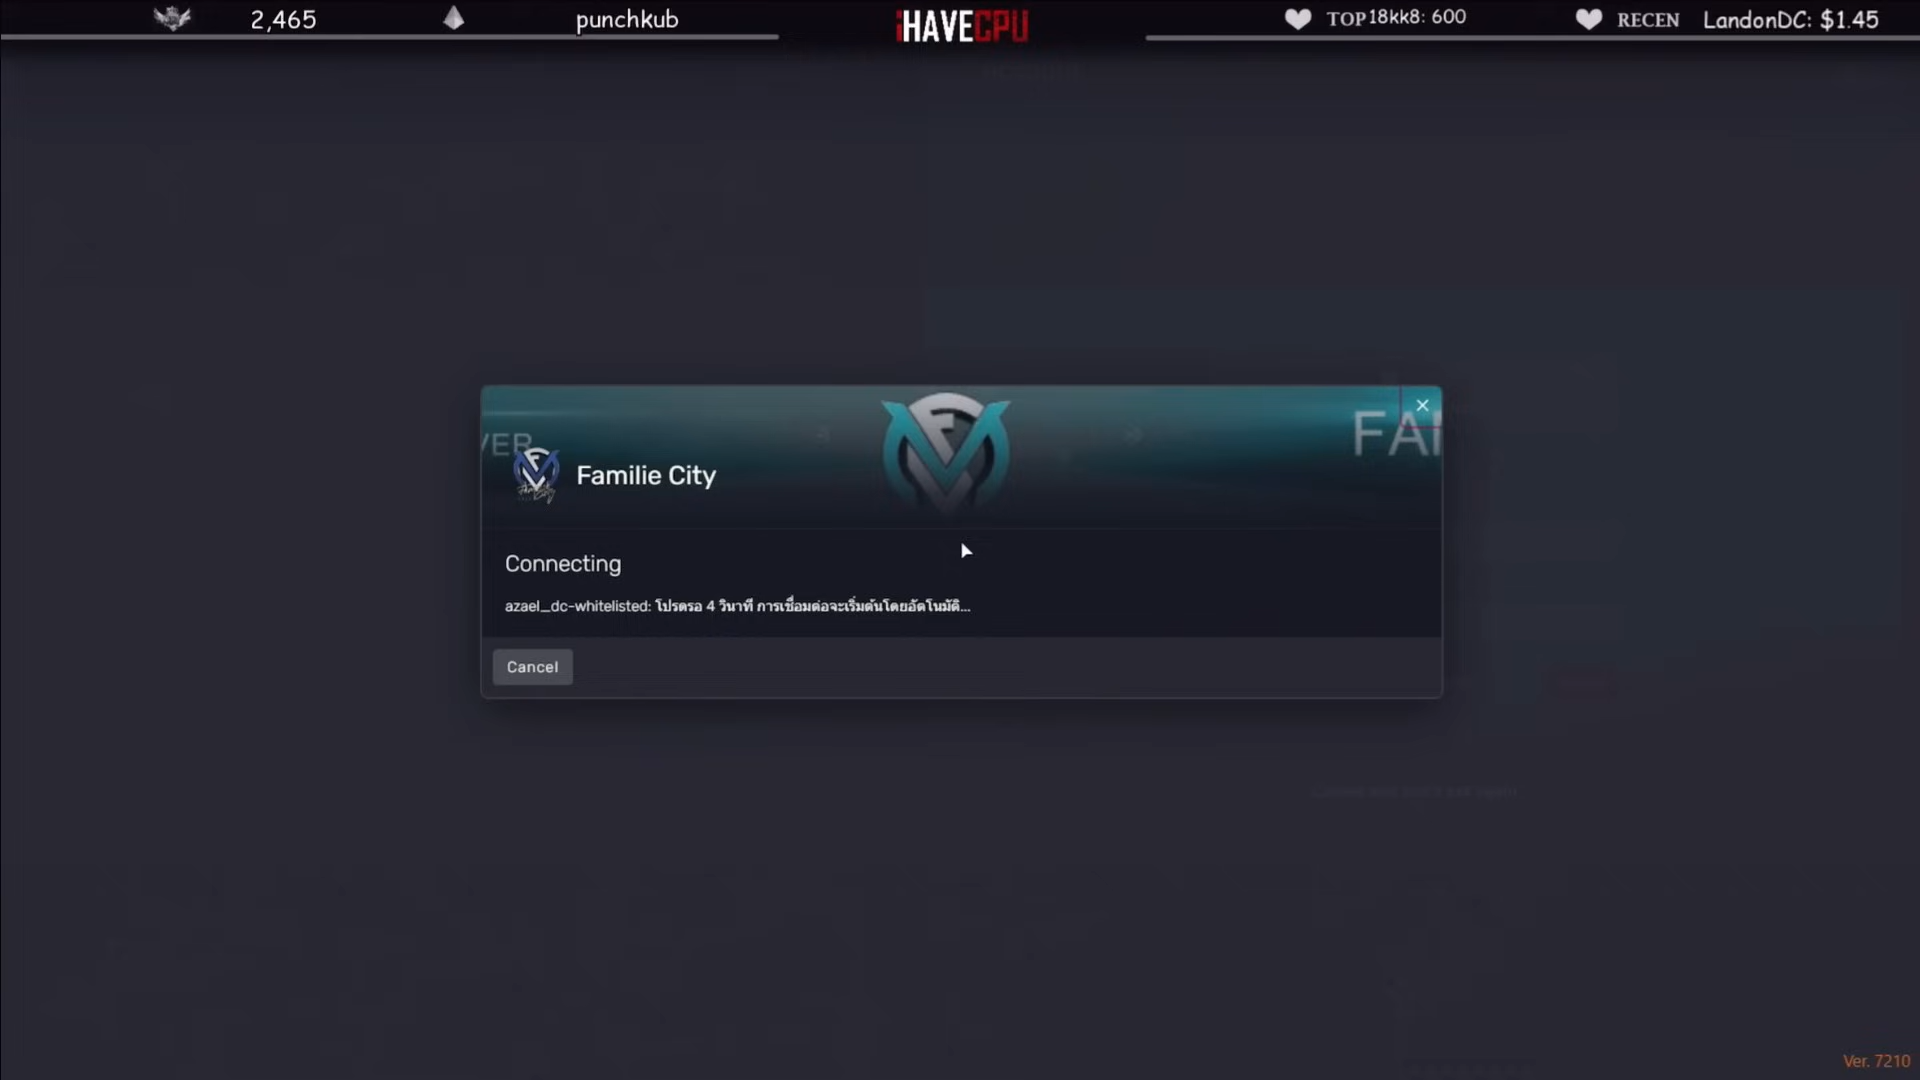 2,465 punchkub iHAVECPU TOP 18kk8: 600 RECEN LandonDC: $1.45
VER FAI
Familie City
Connecting
azael_dc-whitelisted: โปรดรอ 4 วินาที การเชื่อมต่อจะเริ่มต้นโดยอัตโนมัติ...
Cancel
Ver. 7210